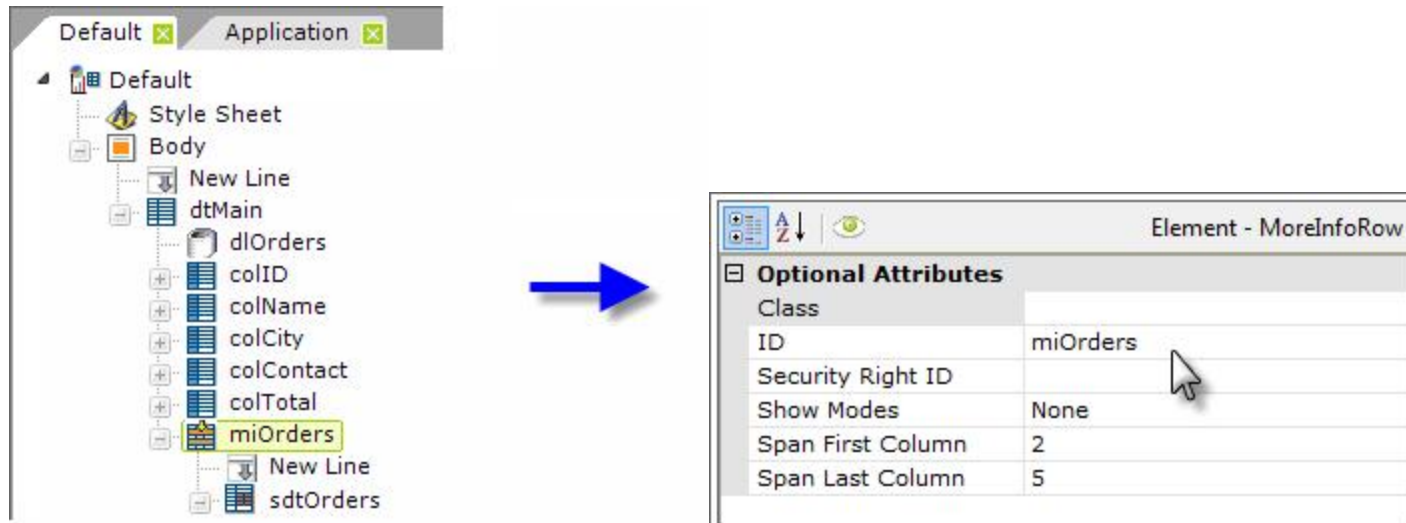 Default Application
Default
Style Sheet
Body
New Line
dtMain
dlOrders
colID
colName
colCity
colContact
colTotal
miOrders
New Line
sdtOrders
A Z Element - MoreInfoRow
Optional Attributes
Class
ID miOrders
Security Right ID
Show Modes None
Span First Column 2
Span Last Column 5